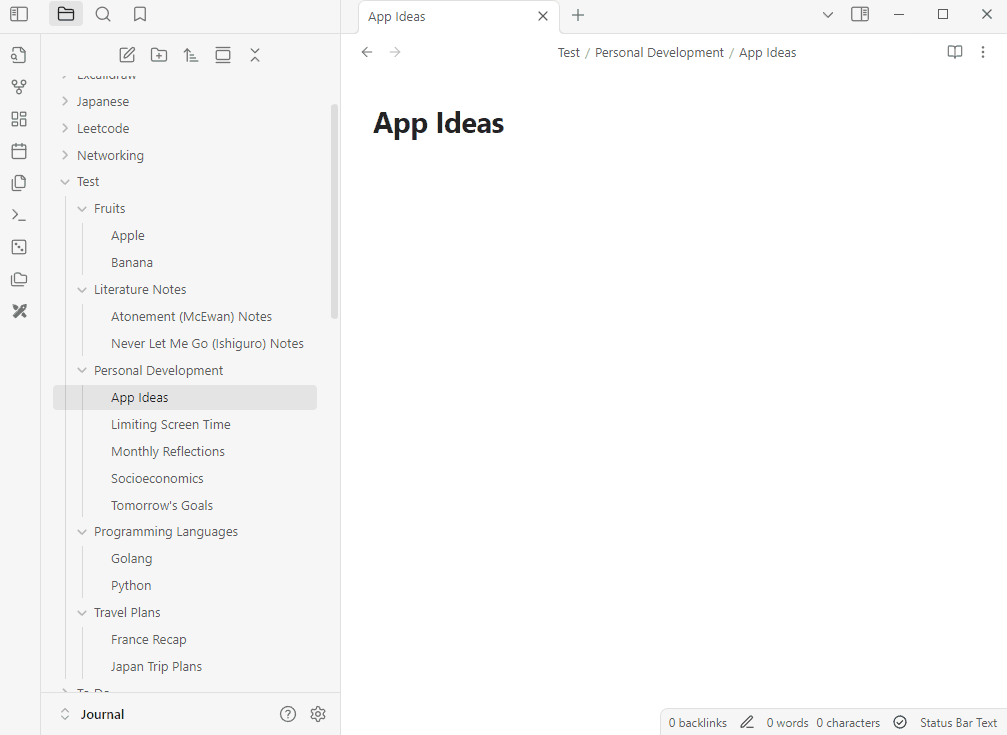 App Ideas
Test / Personal Development / App Ideas
Excalidraw
Japanese
Leetcode
Networking
Test
Fruits
Apple
Banana
Literature Notes
Atonement (McEwan) Notes
Never Let Me Go (Ishiguro) Notes
Personal Development
App Ideas
Limiting Screen Time
Monthly Reflections
Socioeconomics
Tomorrow's Goals
Programming Languages
Golang
Python
Travel Plans
France Recap
Japan Trip Plans
To Do
Journal
App Ideas
0 backlinks 0 words 0 characters Status Bar Text